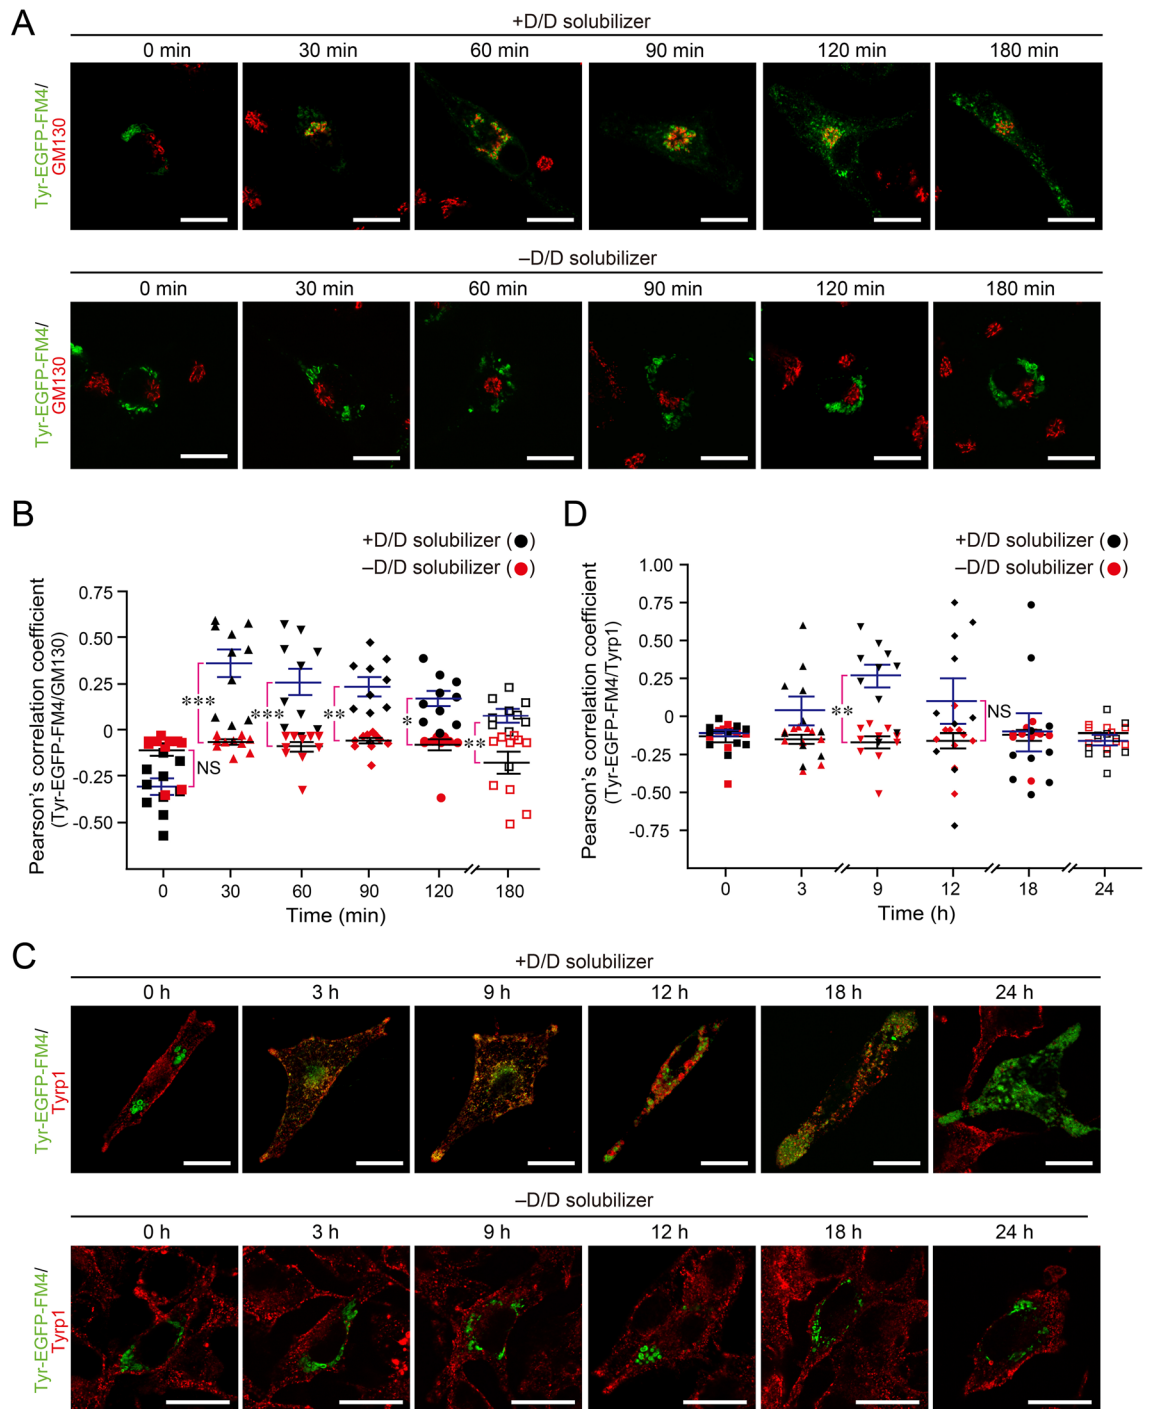 A
+D/D solubilizer
0 min 30 min 60 min 90 min 120 min 180 min
Tyr-EGFP-FM4/
GM130
–D/D solubilizer
0 min 30 min 60 min 90 min 120 min 180 min
Tyr-EGFP-FM4/
GM130
B
+D/D solubilizer (●)
–D/D solubilizer (●)
Pearson's correlation coefficient
(Tyr-EGFP-FM4/GM130)
0.75
0.50
0.25
0
-0.25
-0.50
NS
***
***
**
*
**
0 30 60 90 120 180
Time (min)
D
+D/D solubilizer (●)
–D/D solubilizer (●)
Pearson's correlation coefficient
(Tyr-EGFP-FM4/Tyrp1)
1.00
0.75
0.50
0.25
0
-0.25
-0.50
-0.75
**
NS
0 3 9 12 18 24
Time (h)
C
+D/D solubilizer
0 h 3 h 9 h 12 h 18 h 24 h
Tyr-EGFP-FM4/
Tyrp1
–D/D solubilizer
0 h 3 h 9 h 12 h 18 h 24 h
Tyr-EGFP-FM4/
Tyrp1